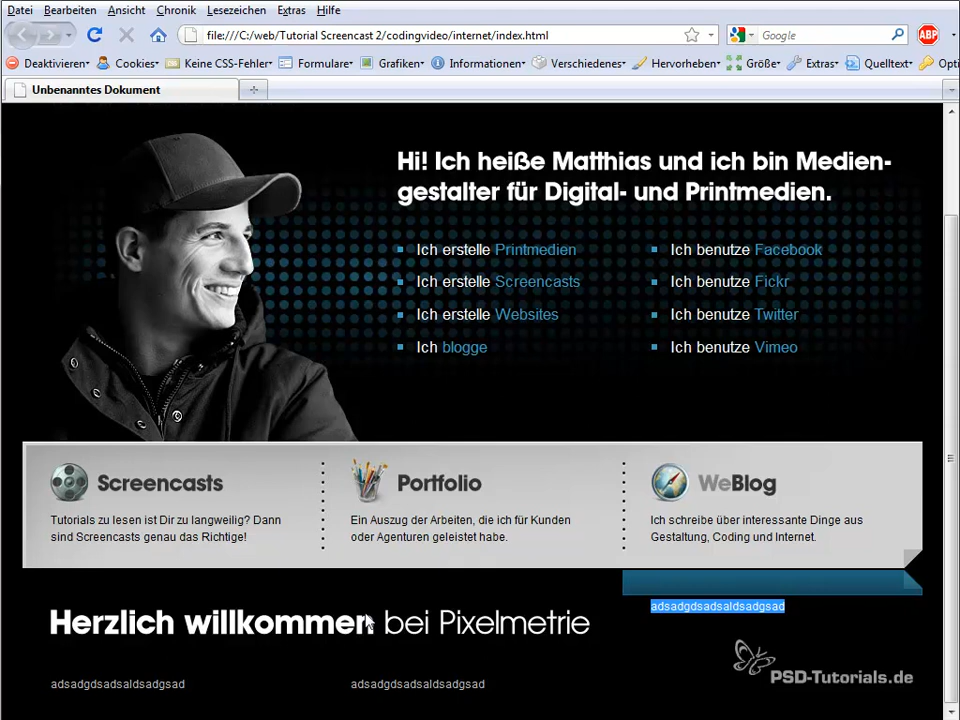 Datei Bearbeiten Ansicht Chronik Lesezeichen Extras Hilfe
file:///C:/web/Tutorial Screencast 2/codingvideo/internet/index.html
Google
ABP
Deaktivieren Cookies Keine CSS-Fehler Formulare Grafiken Informationen Verschiedenes Hervorheben Größe Extras Quelltext Opti
Unbenanntes Dokument
Hi! Ich heiße Matthias und ich bin Medien-
gestalter für Digital- und Printmedien.
Ich erstelle Printmedien
Ich erstelle Screencasts
Ich erstelle Websites
Ich blogge
Ich benutze Facebook
Ich benutze Fickr
Ich benutze Twitter
Ich benutze Vimeo
Screencasts
Tutorials zu lesen ist Dir zu langweilig? Dann
sind Screencasts genau das Richtige!
Portfolio
Ein Auszug der Arbeiten, die ich für Kunden
oder Agenturen geleistet habe.
WeBlog
Ich schreibe über interessante Dinge aus
Gestaltung, Coding und Internet.
adsadgdsadsaldsadgsad
Herzlich willkommen bei Pixelmetrie
adsadgdsadsaldsadgsad
adsadgdsadsaldsadgsad
PSD-Tutorials.de